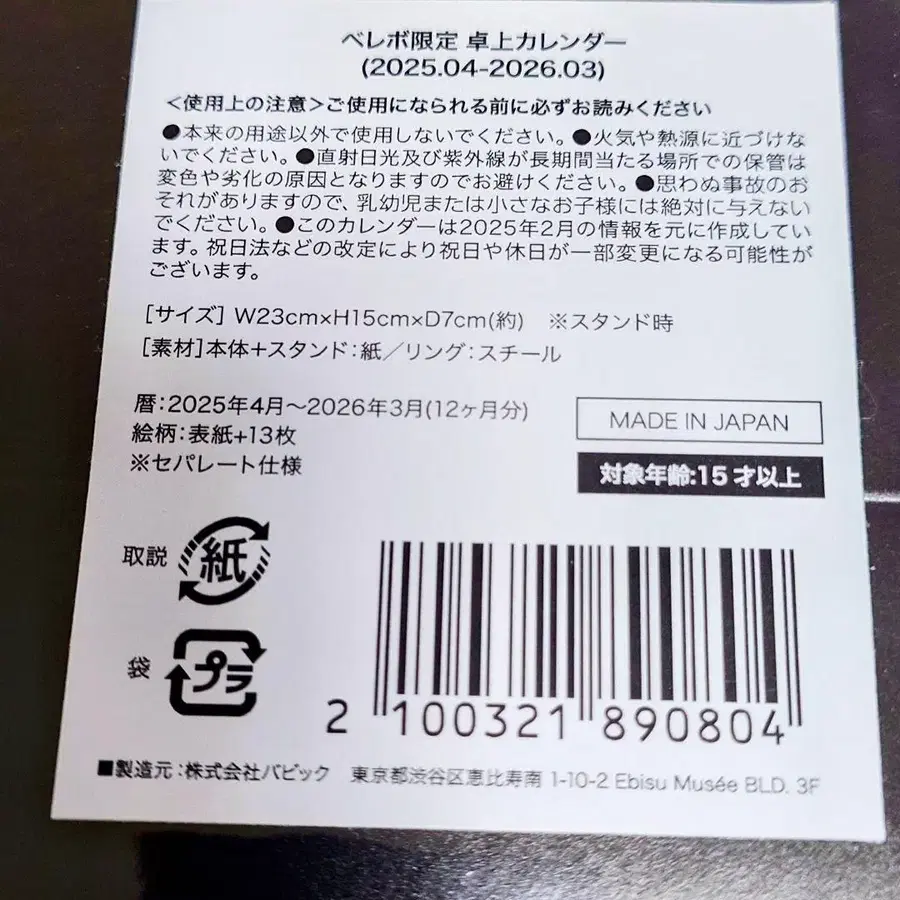 ベレボ限定 卓上カレンダー
(2025.04-2026.03)
＜使用上の注意＞ご使用になられる前に必ずお読みください
●本来の用途以外で使用しないでください。●火気や熱源に近づけな
いでください。●直射日光及び紫外線が長期間当たる場所での保管は
変色や劣化の原因となりますのでお避けください。●思わぬ事故のお
それがありますので、乳幼児または小さなお子様には絶対に与えない
でください。●このカレンダーは2025年2月の情報を元に作成してい
ます。祝日法などの改定により祝日や休日が一部変更になる可能性が
ございます。
［サイズ］W23cm×H15cm×D7cm(約)　※スタンド時
［素材］本体+スタンド:紙／リング:スチール
暦:2025年4月～2026年3月(12ヶ月分)
絵柄:表紙+13枚
※セパレート仕様
MADE IN JAPAN
対象年齢:15才以上
取説 紙
袋 プラ
2 100321 890804
■製造元:株式会社バビック　東京都渋谷区恵比寿南 1-10-2 Ebisu Musée BLD. 3F